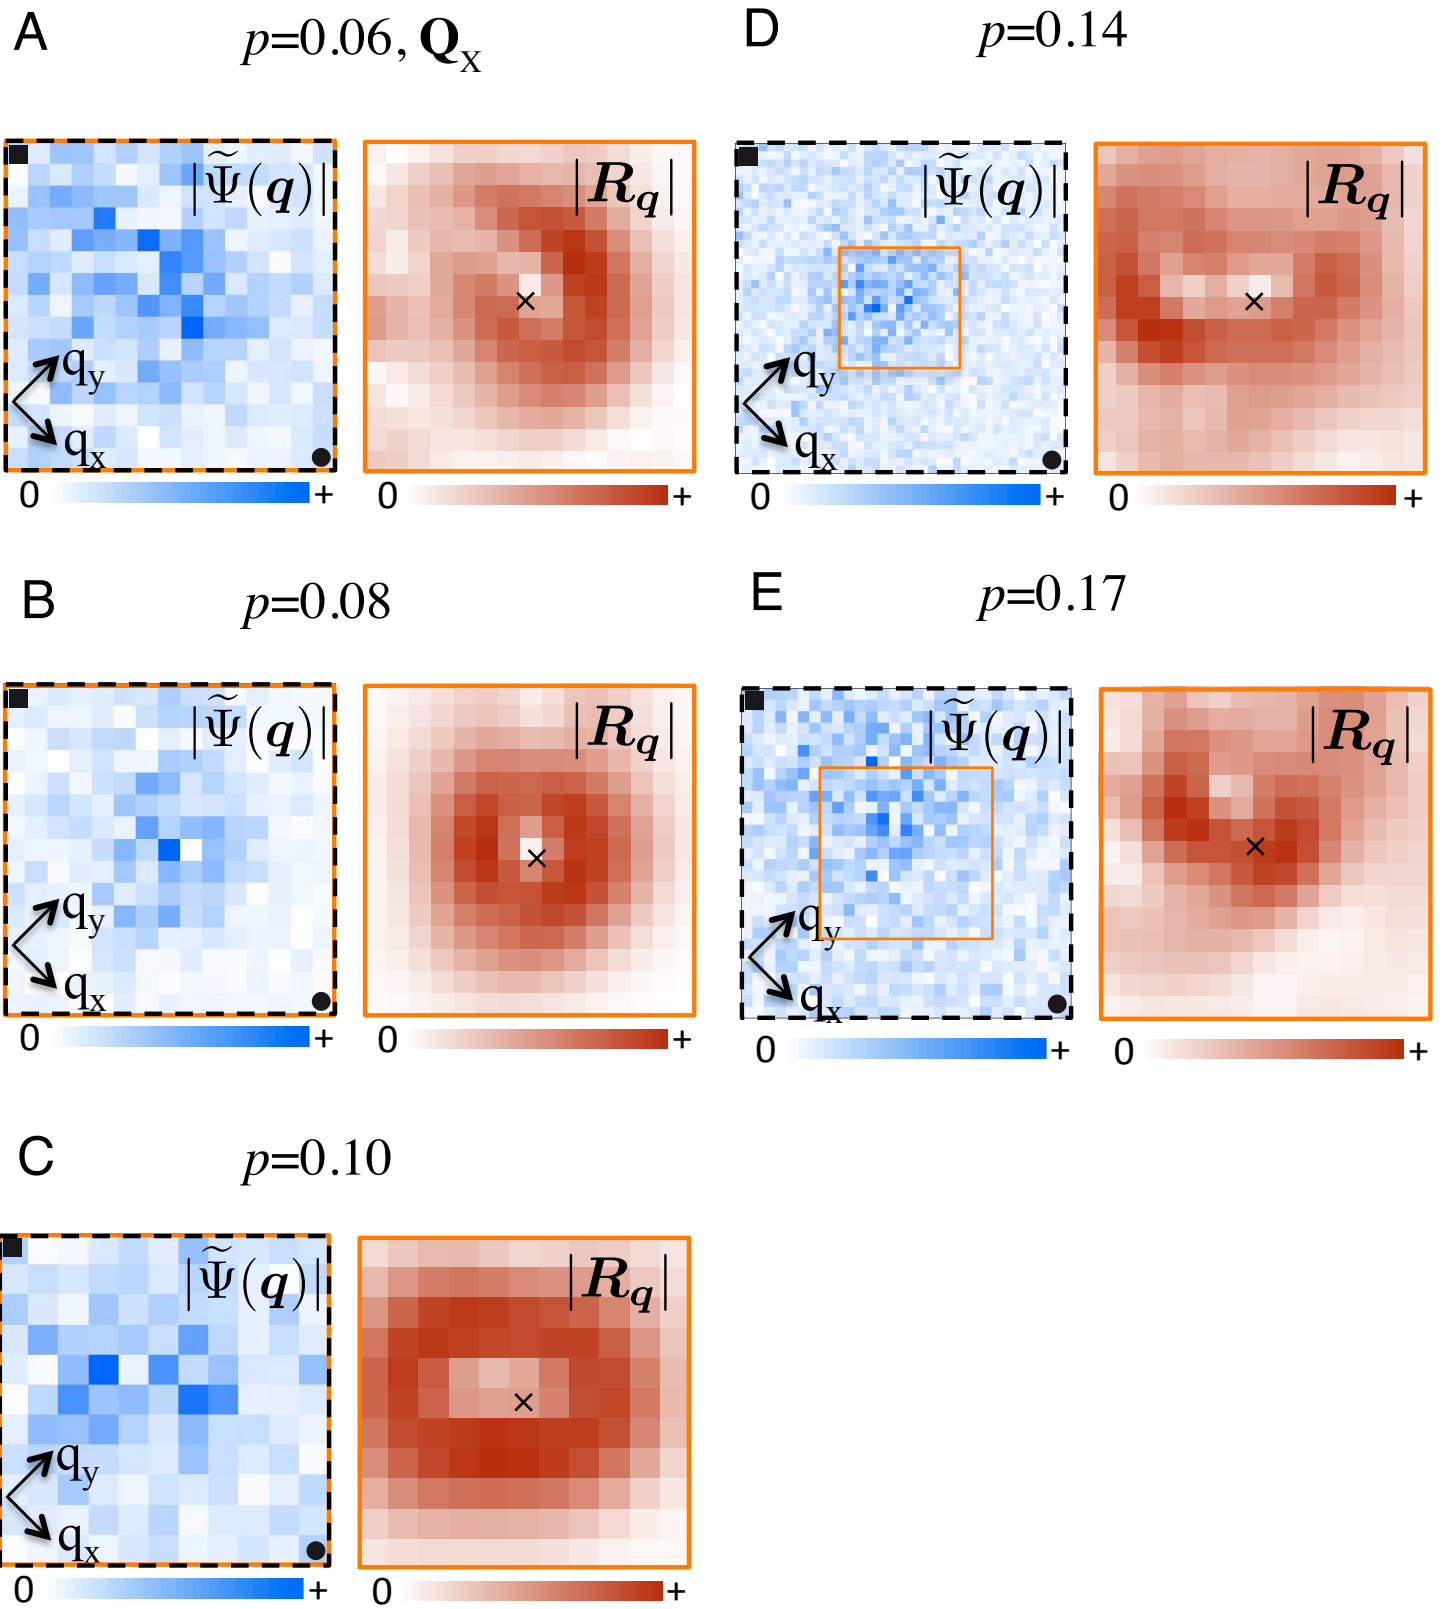 A
p=0.06, Qx
|Ψ̃(q)|
|Rq|
qy
qx
0 +
0 +
B
p=0.08
|Ψ̃(q)|
|Rq|
qy
qx
0 +
0 +
C
p=0.10
|Ψ̃(q)|
|Rq|
qy
qx
0 +
0 +
D
p=0.14
|Ψ̃(q)|
|Rq|
qy
qx
0 +
0 +
E
p=0.17
|Ψ̃(q)|
|Rq|
qy
qx
0 +
0 +